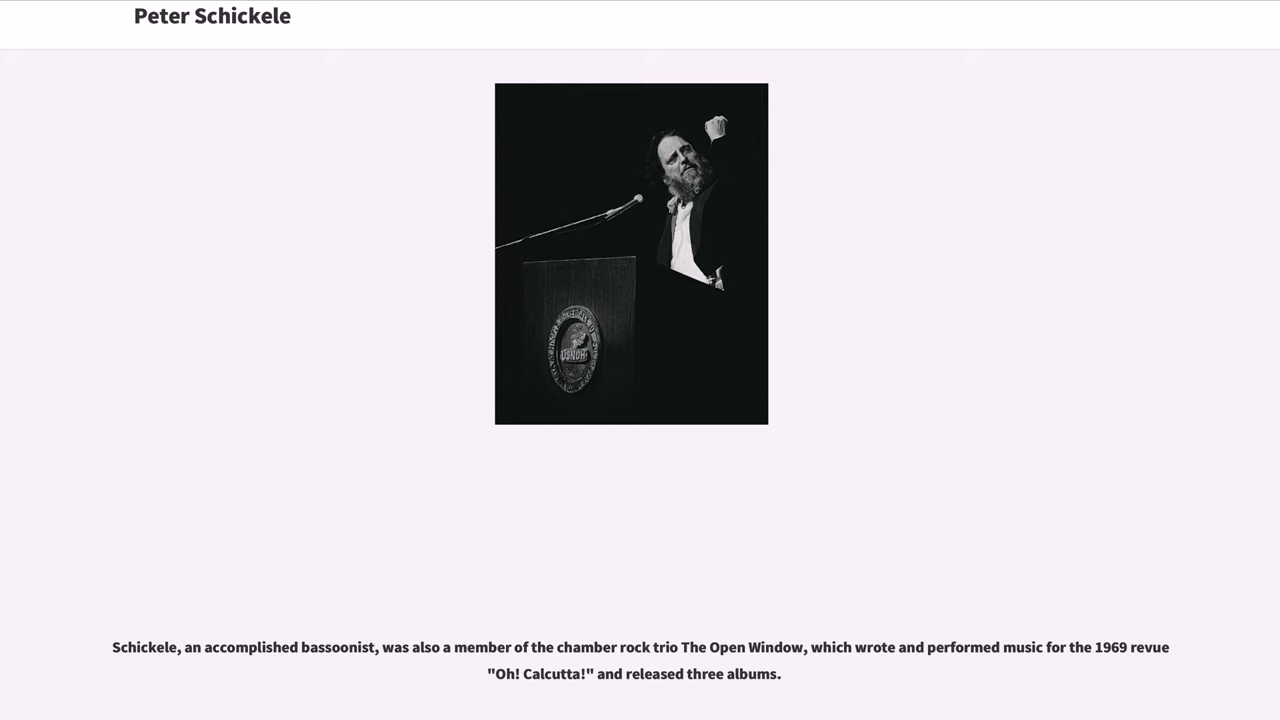 Peter Schickele
USNDH
Schickele, an accomplished bassoonist, was also a member of the chamber rock trio The Open Window, which wrote and performed music for the 1969 revue
"Oh! Calcutta!" and released three albums.